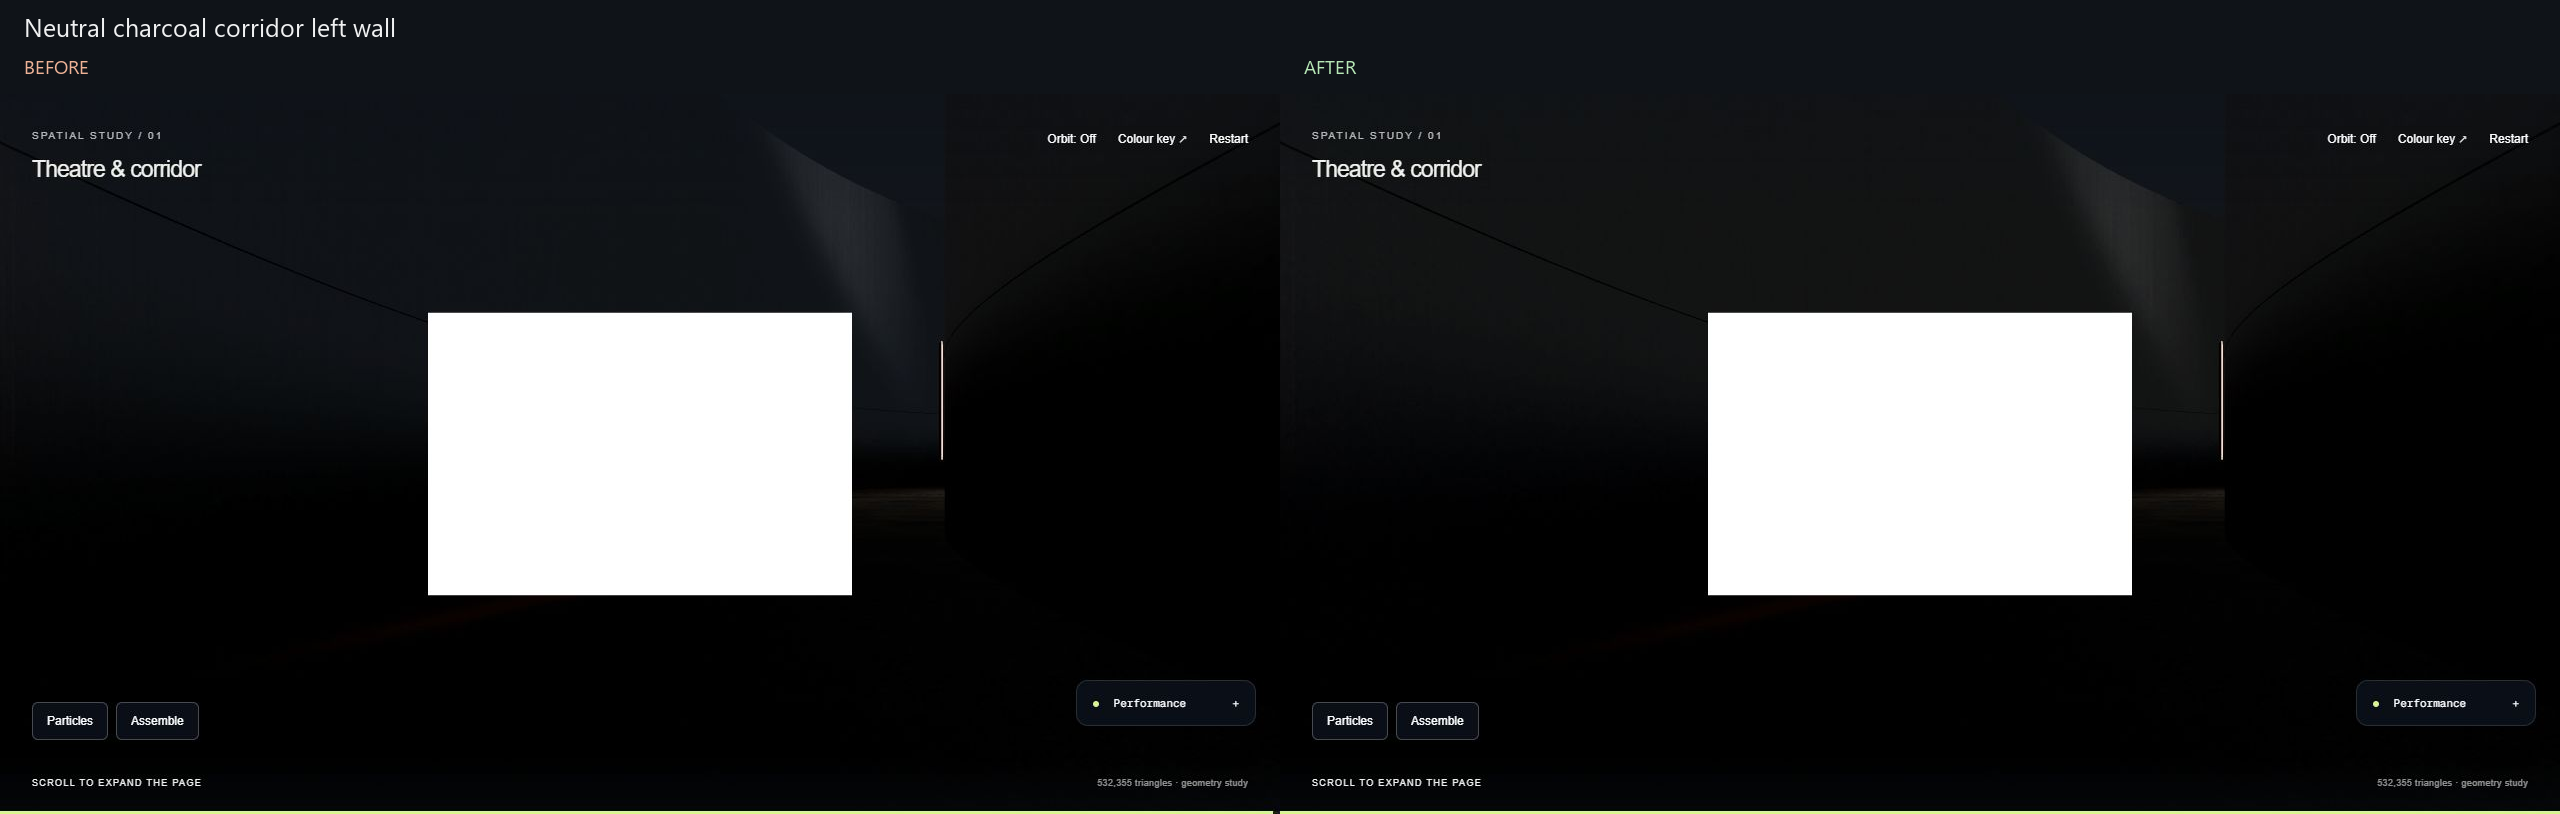 Neutral charcoal corridor left wall
BEFORE
SPATIAL STUDY / 01
Theatre & corridor
Orbit: Off Colour key ↗ Restart
Particles Assemble
Performance +
SCROLL TO EXPAND THE PAGE
532,355 triangles · geometry study
AFTER
SPATIAL STUDY / 01
Theatre & corridor
Orbit: Off Colour key ↗ Restart
Particles Assemble
Performance +
SCROLL TO EXPAND THE PAGE
532,355 triangles · geometry study